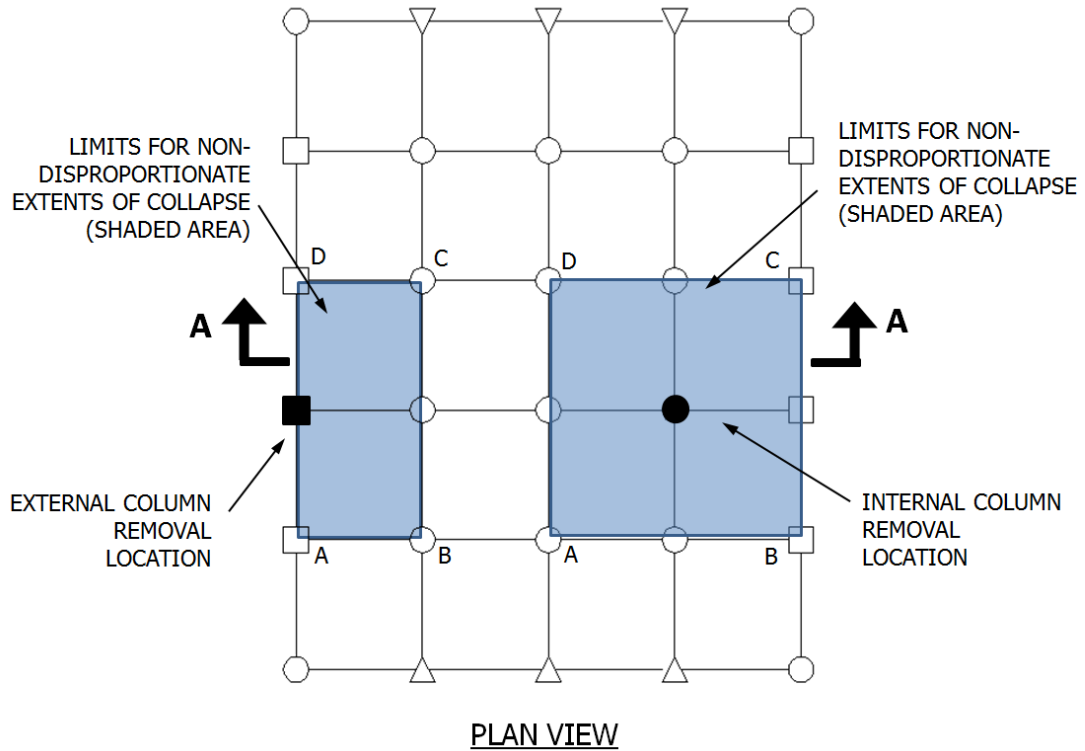 LIMITS FOR NON-
DISPROPORTIONATE
EXTENTS OF COLLAPSE
(SHADED AREA)
LIMITS FOR NON-
DISPROPORTIONATE
EXTENTS OF COLLAPSE
(SHADED AREA)
D
C
D
C
A
A
EXTERNAL COLUMN
REMOVAL
LOCATION
INTERNAL COLUMN
REMOVAL
LOCATION
A
B
A
B
PLAN VIEW